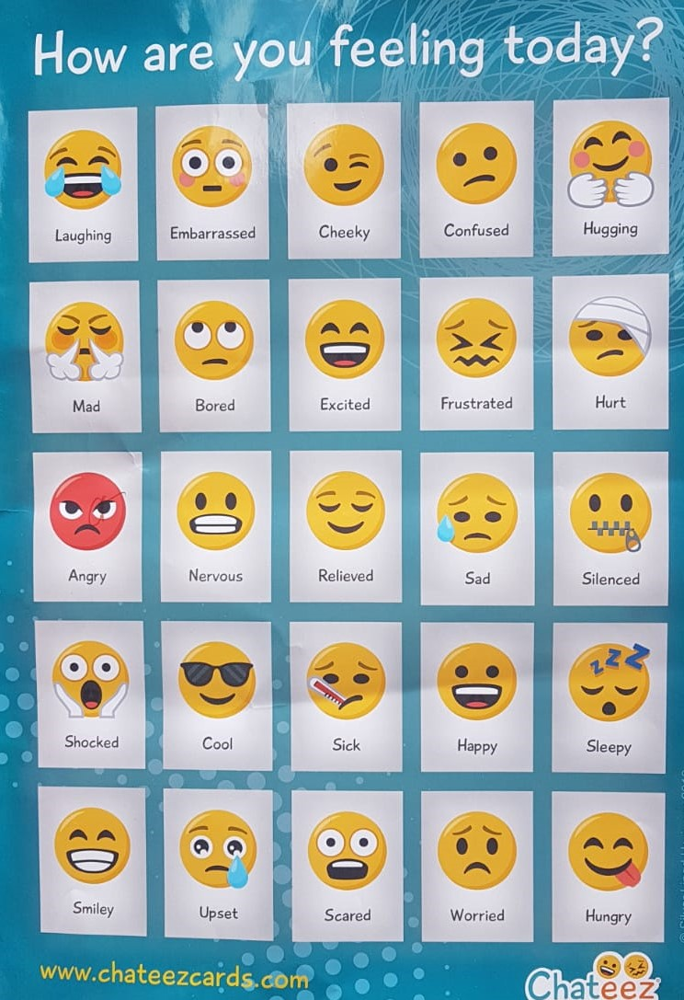 How are you feeling today?
Laughing Embarrassed Cheeky Confused Hugging
Mad Bored Excited Frustrated Hurt
Angry Nervous Relieved Sad Silenced
Shocked Cool Sick Happy Sleepy
zzz
Smiley Upset Scared Worried Hungry
www.chateezcards.com
Chateez